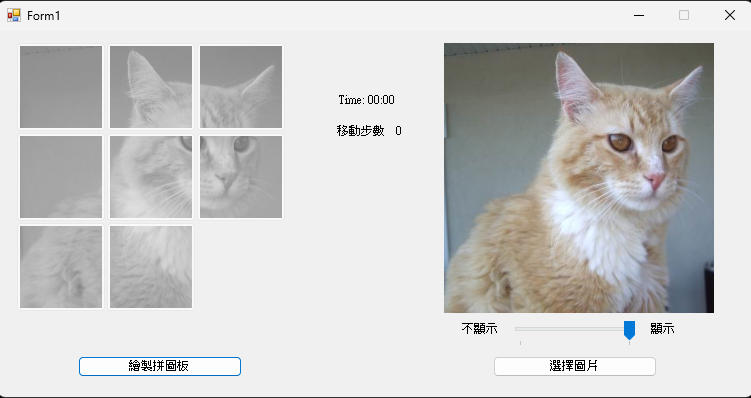 Form1
Time: 00:00
移動步數 0
不顯示
顯示
繪製拼圖板
選擇圖片